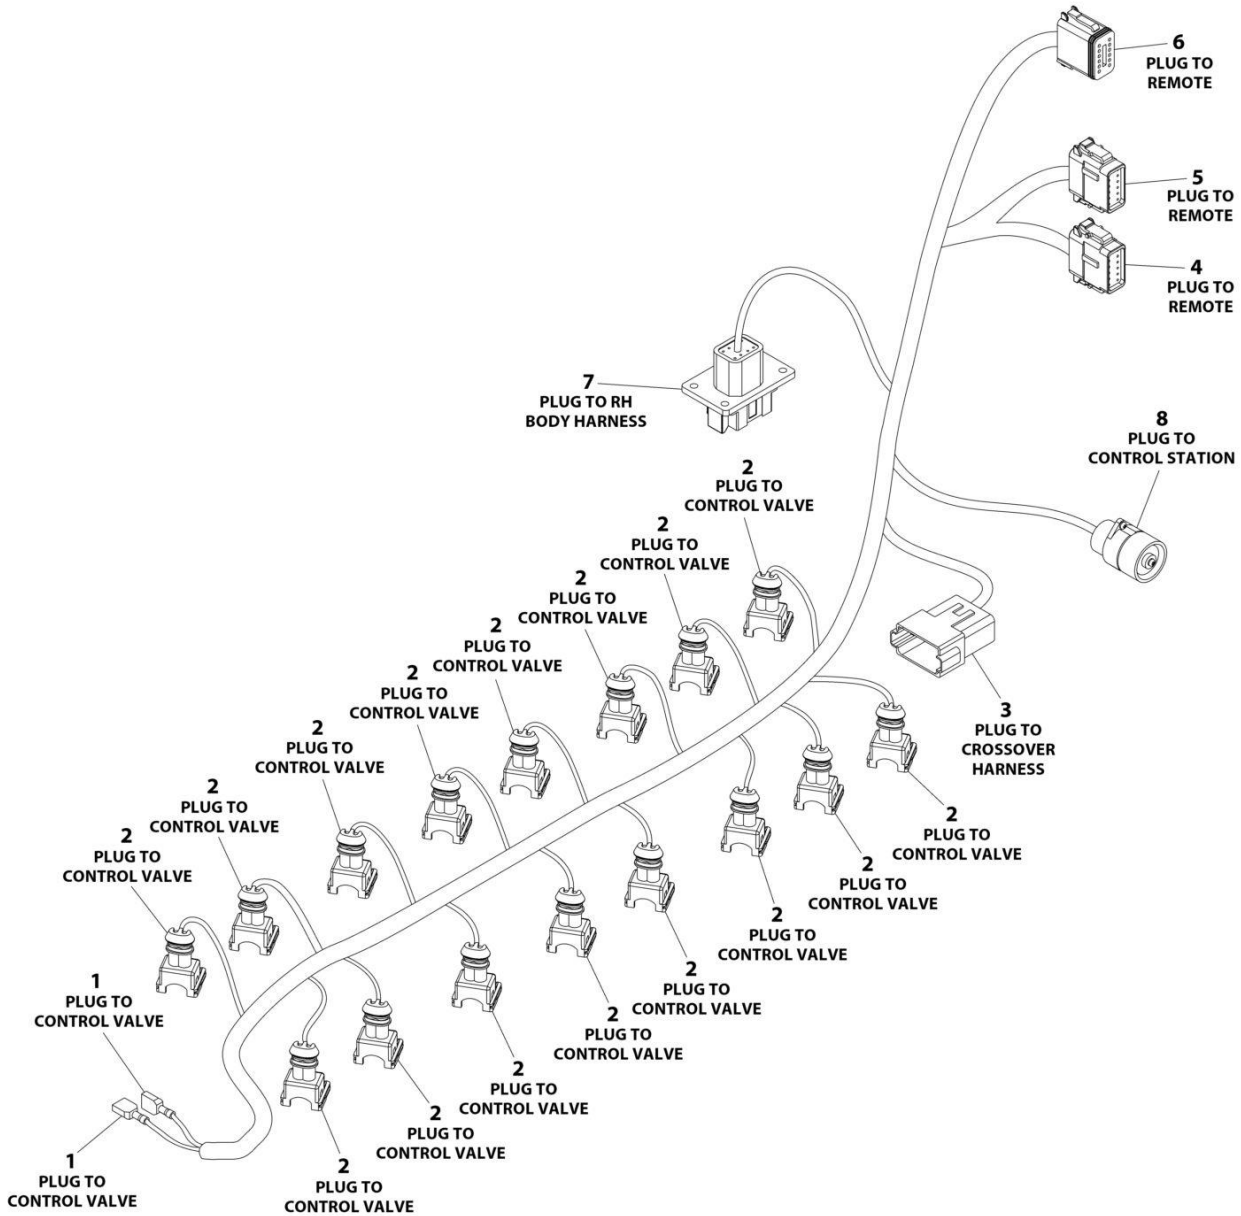 6
PLUG TO
REMOTE
5
PLUG TO
REMOTE
4
PLUG TO
REMOTE
7
PLUG TO RH
BODY HARNESS
8
PLUG TO
CONTROL STATION
2
PLUG TO
CONTROL VALVE
2
PLUG TO
CONTROL VALVE
2
PLUG TO
CONTROL VALVE
2
PLUG TO
CONTROL VALVE
2
PLUG TO
CONTROL VALVE
2
PLUG TO
CONTROL VALVE
2
PLUG TO
CONTROL VALVE
2
PLUG TO
CONTROL VALVE
3
PLUG TO
CROSSOVER
HARNESS
2
PLUG TO
CONTROL VALVE
2
PLUG TO
CONTROL VALVE
2
PLUG TO
CONTROL VALVE
2
PLUG TO
CONTROL VALVE
2
PLUG TO
CONTROL VALVE
2
PLUG TO
CONTROL VALVE
2
PLUG TO
CONTROL VALVE
2
PLUG TO
CONTROL VALVE
1
PLUG TO
CONTROL VALVE
1
PLUG TO
CONTROL VALVE